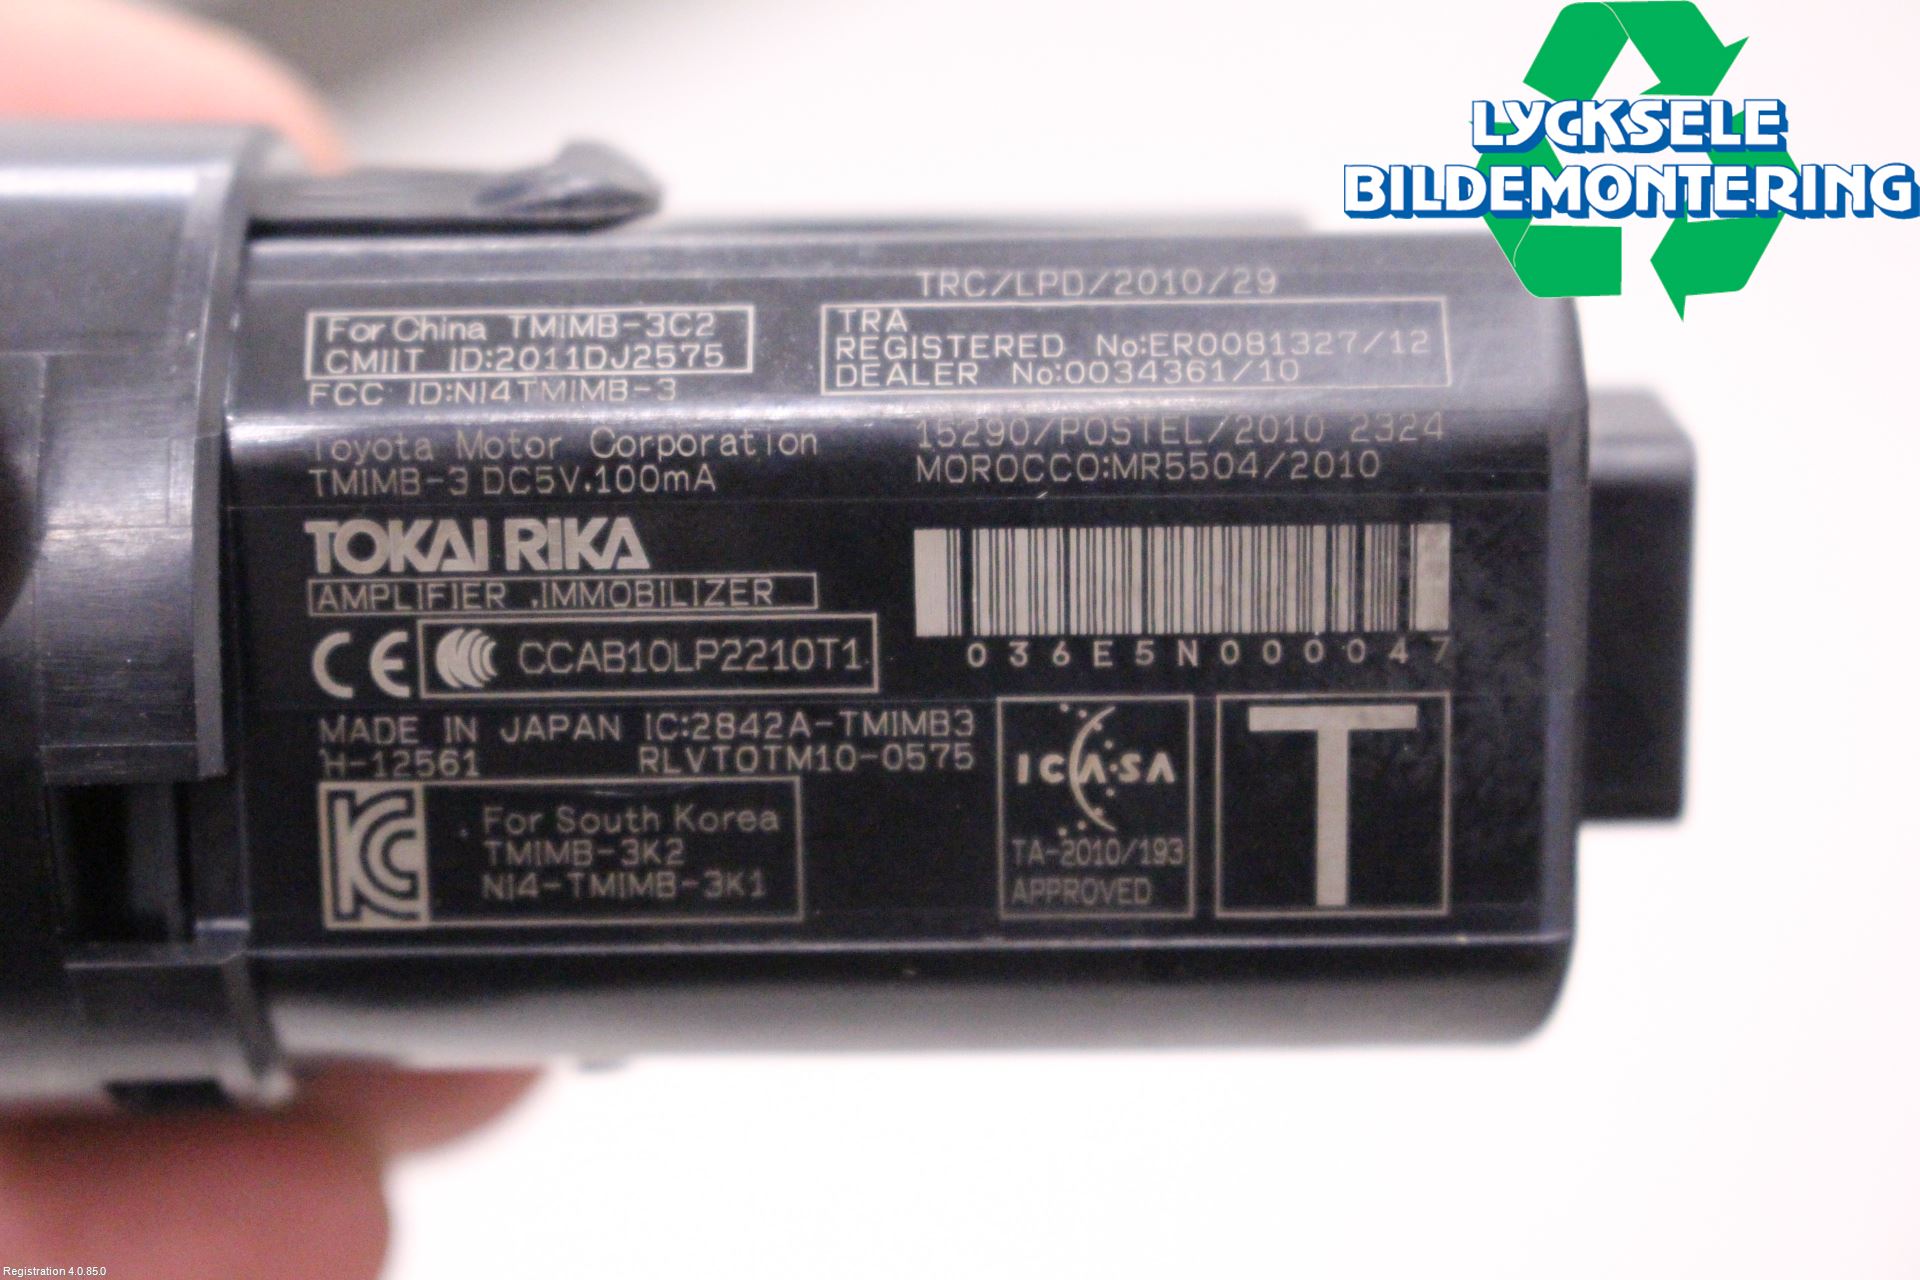 LYCKSELE
BILDEMONTERING
TRC/LPD/2010/29
For China TMIMB-3C2
CMIIT ID:2011DJ2575
FCC ID:NI4TMIMB-3
TRA
REGISTERED No:ER0081327/12
DEALER No:0034361/10
Toyota Motor Corporation
TMIMB-3 DC5V.100mA
15290/POSTEL/2010 2324
MOROCCO:MR5504/2010
TOKAI RIKA
AMPLIFIER ,IMMOBILIZER
CE CCAB10LP2210T1
036E5N000047
MADE IN JAPAN IC:2842A-TMIMB3
H-12561 RLVTOTM10-0575
For South Korea
TMIMB-3K2
NI4-TMIMB-3K1
ICASA
TA-2010/193
APPROVED
T
Registration 4.0.85.0